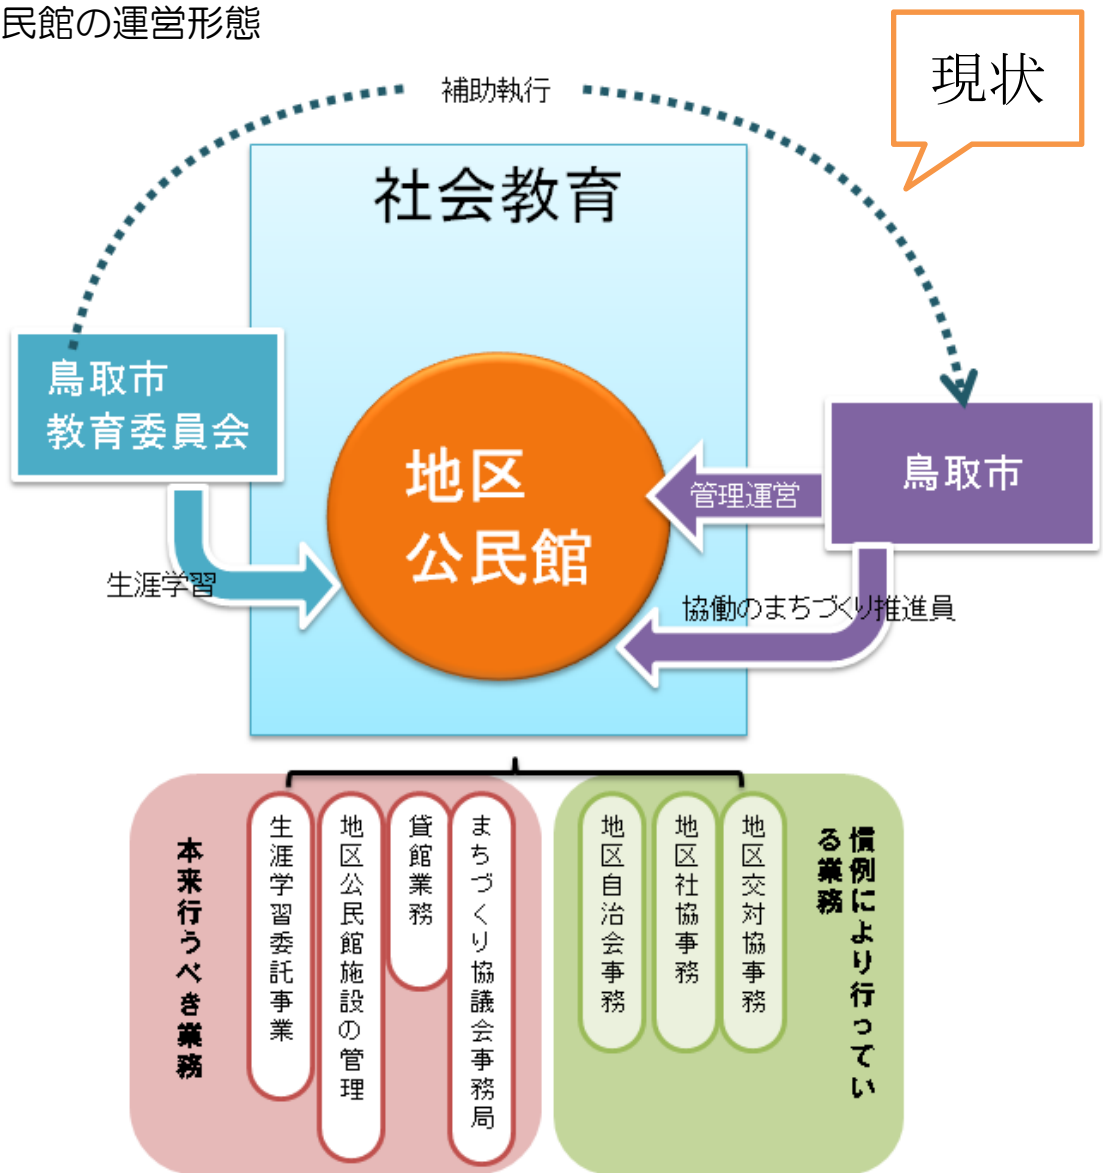 民館の運営形態
現状
補助執行
社会教育
鳥取市
教育委員会
地区
公民館
管理運営
鳥取市
生涯学習
協働のまちづくり推進員
本来行うべき業務
生涯学習委託事業
地区公民館施設の管理
貸館業務
まちづくり協議会事務局
地区自治会事務
地区社協事務
地区交対協事務
慣例により行ってい
る業務